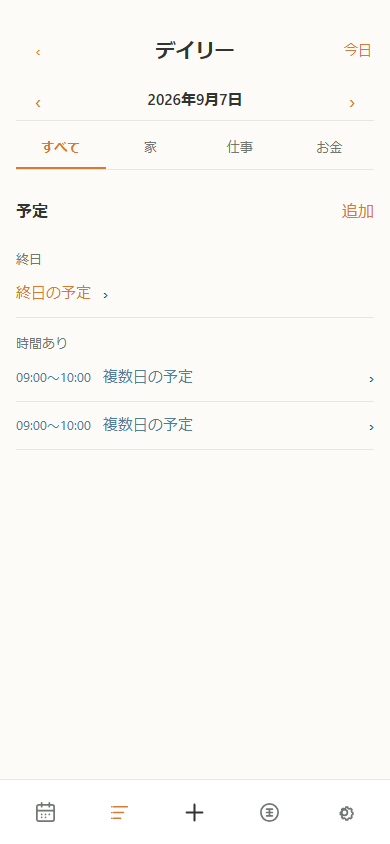 ‹ デイリー 今日
‹ 2026年9月7日 ›
すべて 家 仕事 お金
予定 追加
終日
終日の予定 ›
時間あり
09:00〜10:00 複数日の予定 ›
09:00〜10:00 複数日の予定 ›